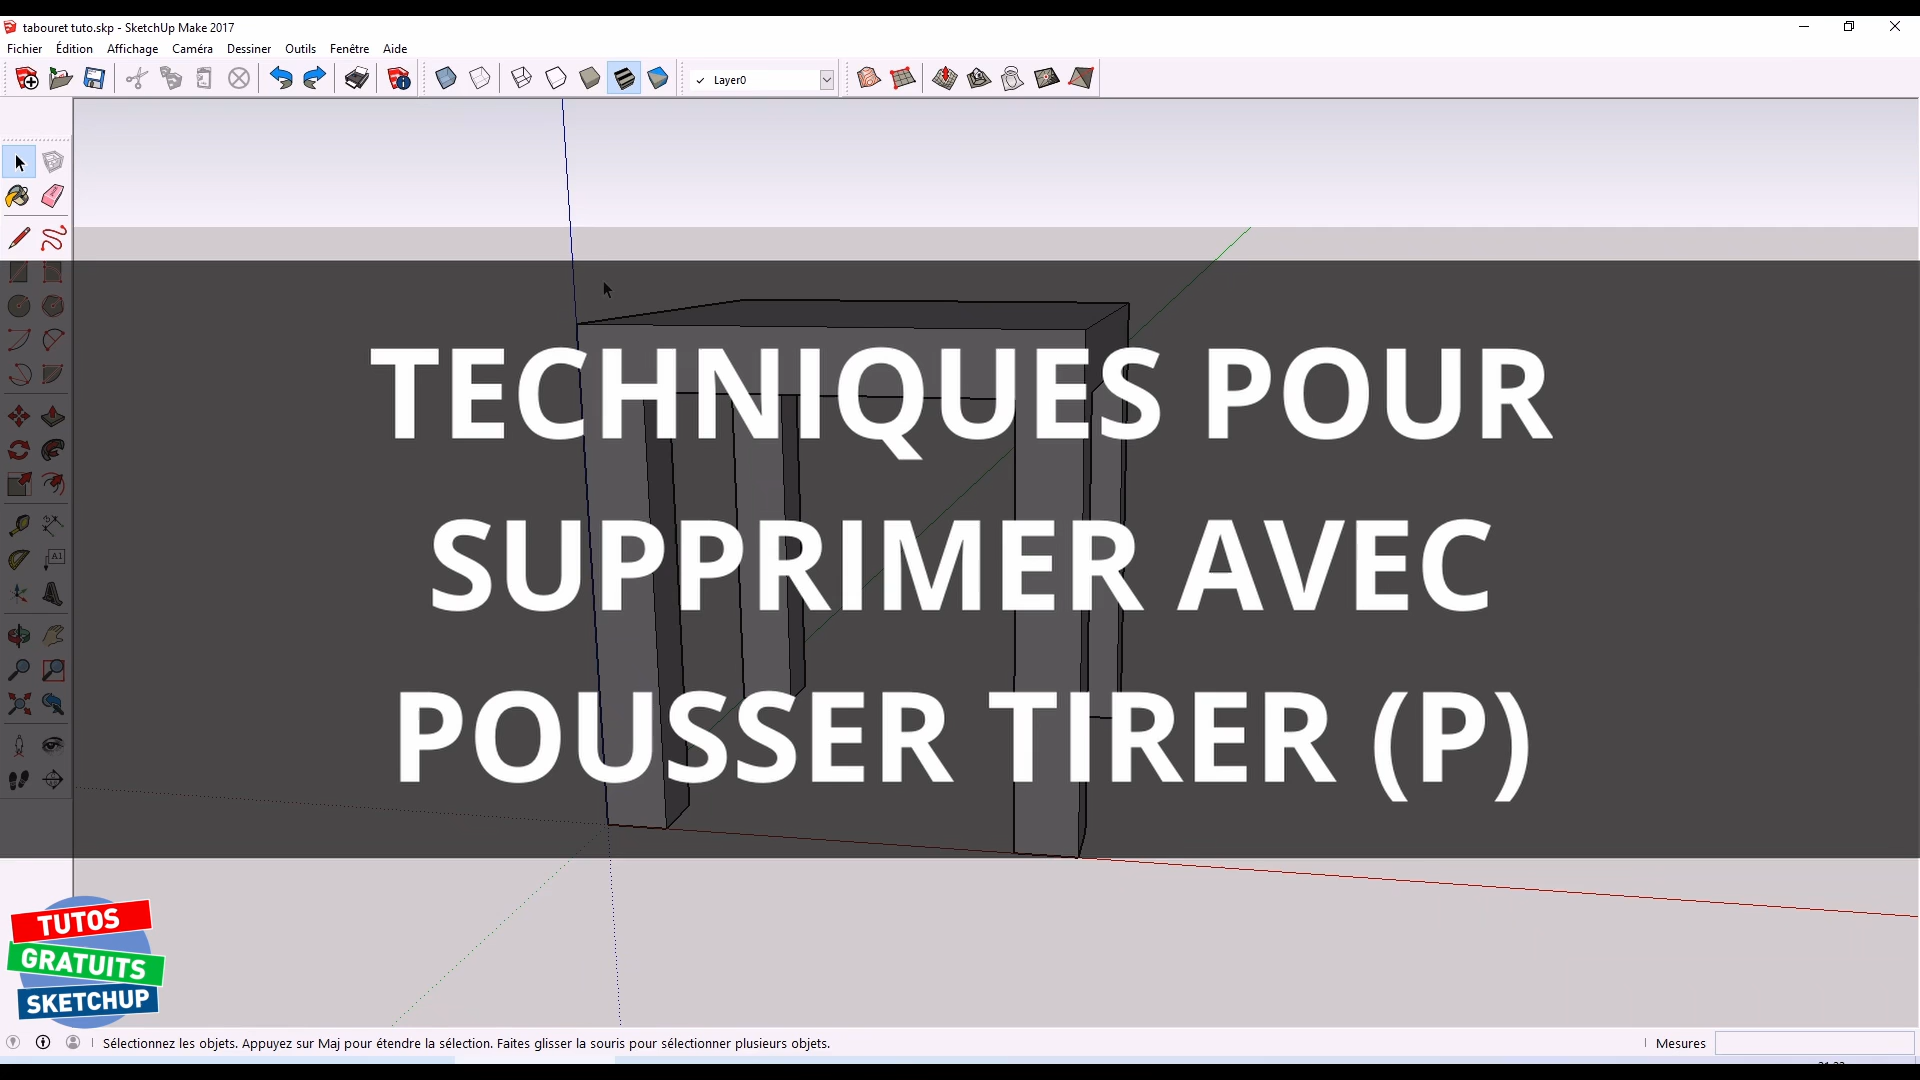 tabouret tuto.skp - SketchUp Make 2017
Fichier Édition Affichage Caméra Dessiner Outils Fenêtre Aide
Layer0
TECHNIQUES POUR
SUPPRIMER AVEC
POUSSER TIRER (P)
TUTOS
GRATUITS
SKETCHUP
Sélectionnez les objets. Appuyez sur Maj pour étendre la sélection. Faites glisser la souris pour sélectionner plusieurs objets.
Mesures